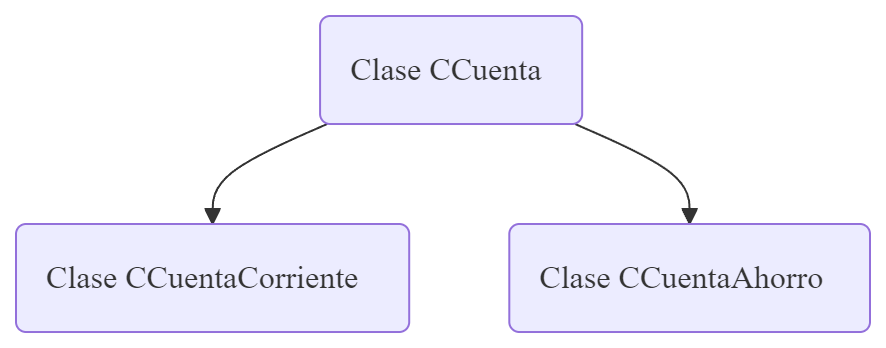 Clase CCuenta
Clase CCuentaCorriente
Clase CCuentaAhorro